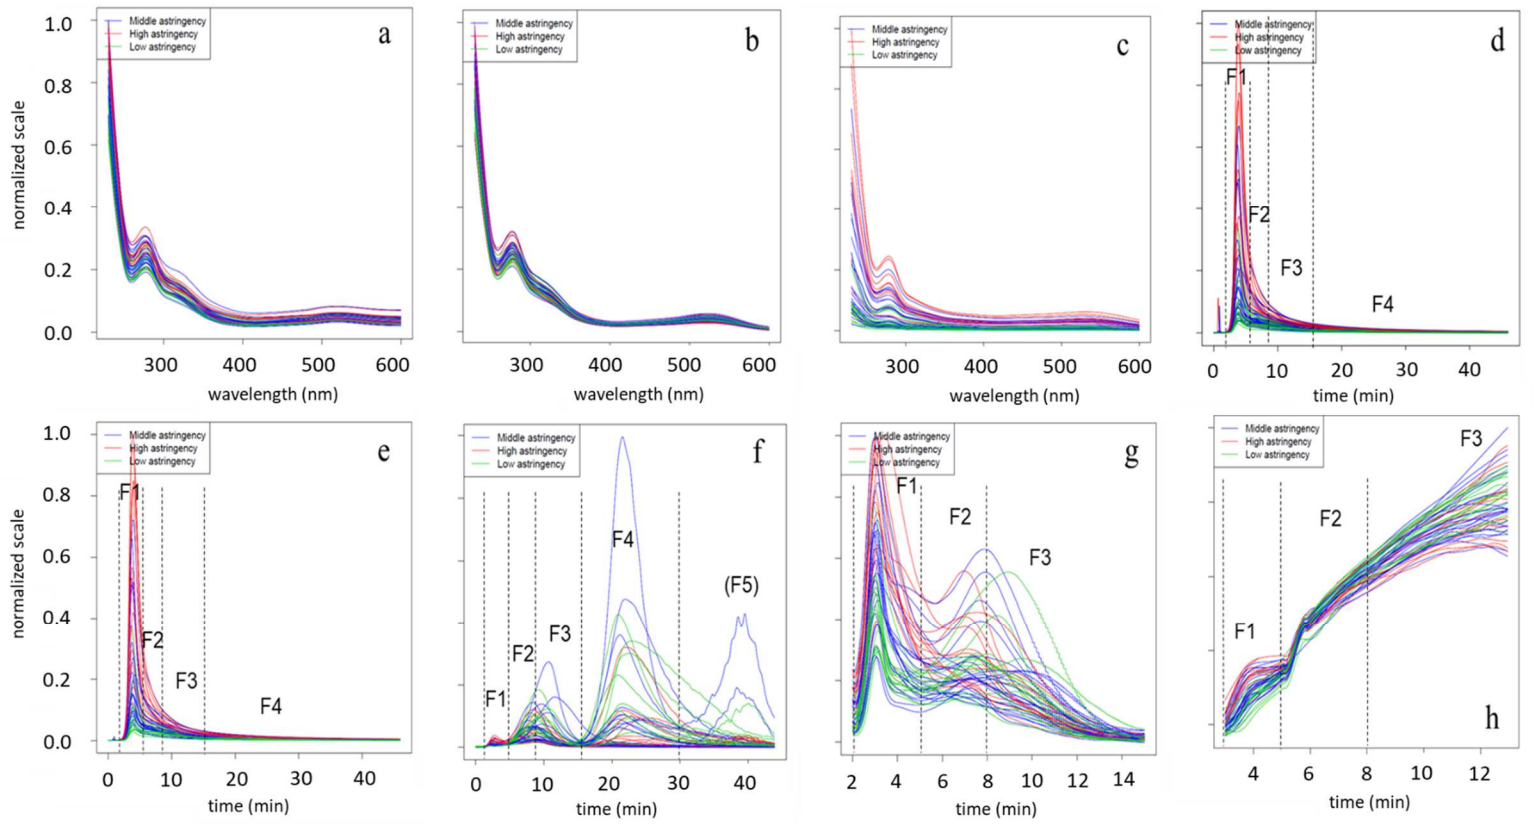 Middle astringency
High astringency
Low astringency
a
normalized scale
1.0
0.8
0.6
0.4
0.2
0.0
300 400 500 600
wavelength (nm)
Middle astringency
High astringency
Low astringency
b
300 400 500 600
wavelength (nm)
Middle astringency
High astringency
Low astringency
c
300 400 500 600
wavelength (nm)
Middle astringency
High astringency
Low astringency
d
F1
F2
F3
F4
0 10 20 30 40
time (min)
Middle astringency
High astringency
Low astringency
e
normalized scale
1.0
0.8
0.6
0.4
0.2
0.0
F1
F2
F3
F4
0 10 20 30 40
time (min)
Middle astringency
High astringency
Low astringency
f
F1
F2
F3
F4
(F5)
0 10 20 30 40
time (min)
Middle astringency
High astringency
Low astringency
g
F1
F2
F3
2 4 6 8 10 12 14
time (min)
Middle astringency
High astringency
Low astringency
F3
F2
F1
h
4 6 8 10 12
time (min)